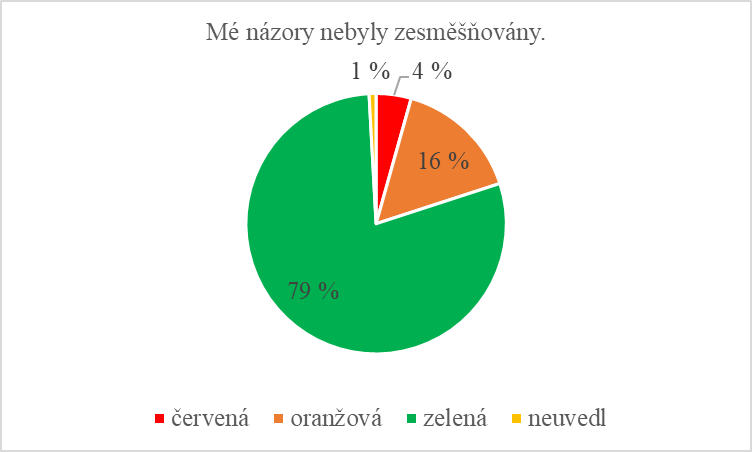 Mé názory nebyly zesměšňovány.
1 % 4 %
16 %
79 %
červená oranžová zelená neuvedl